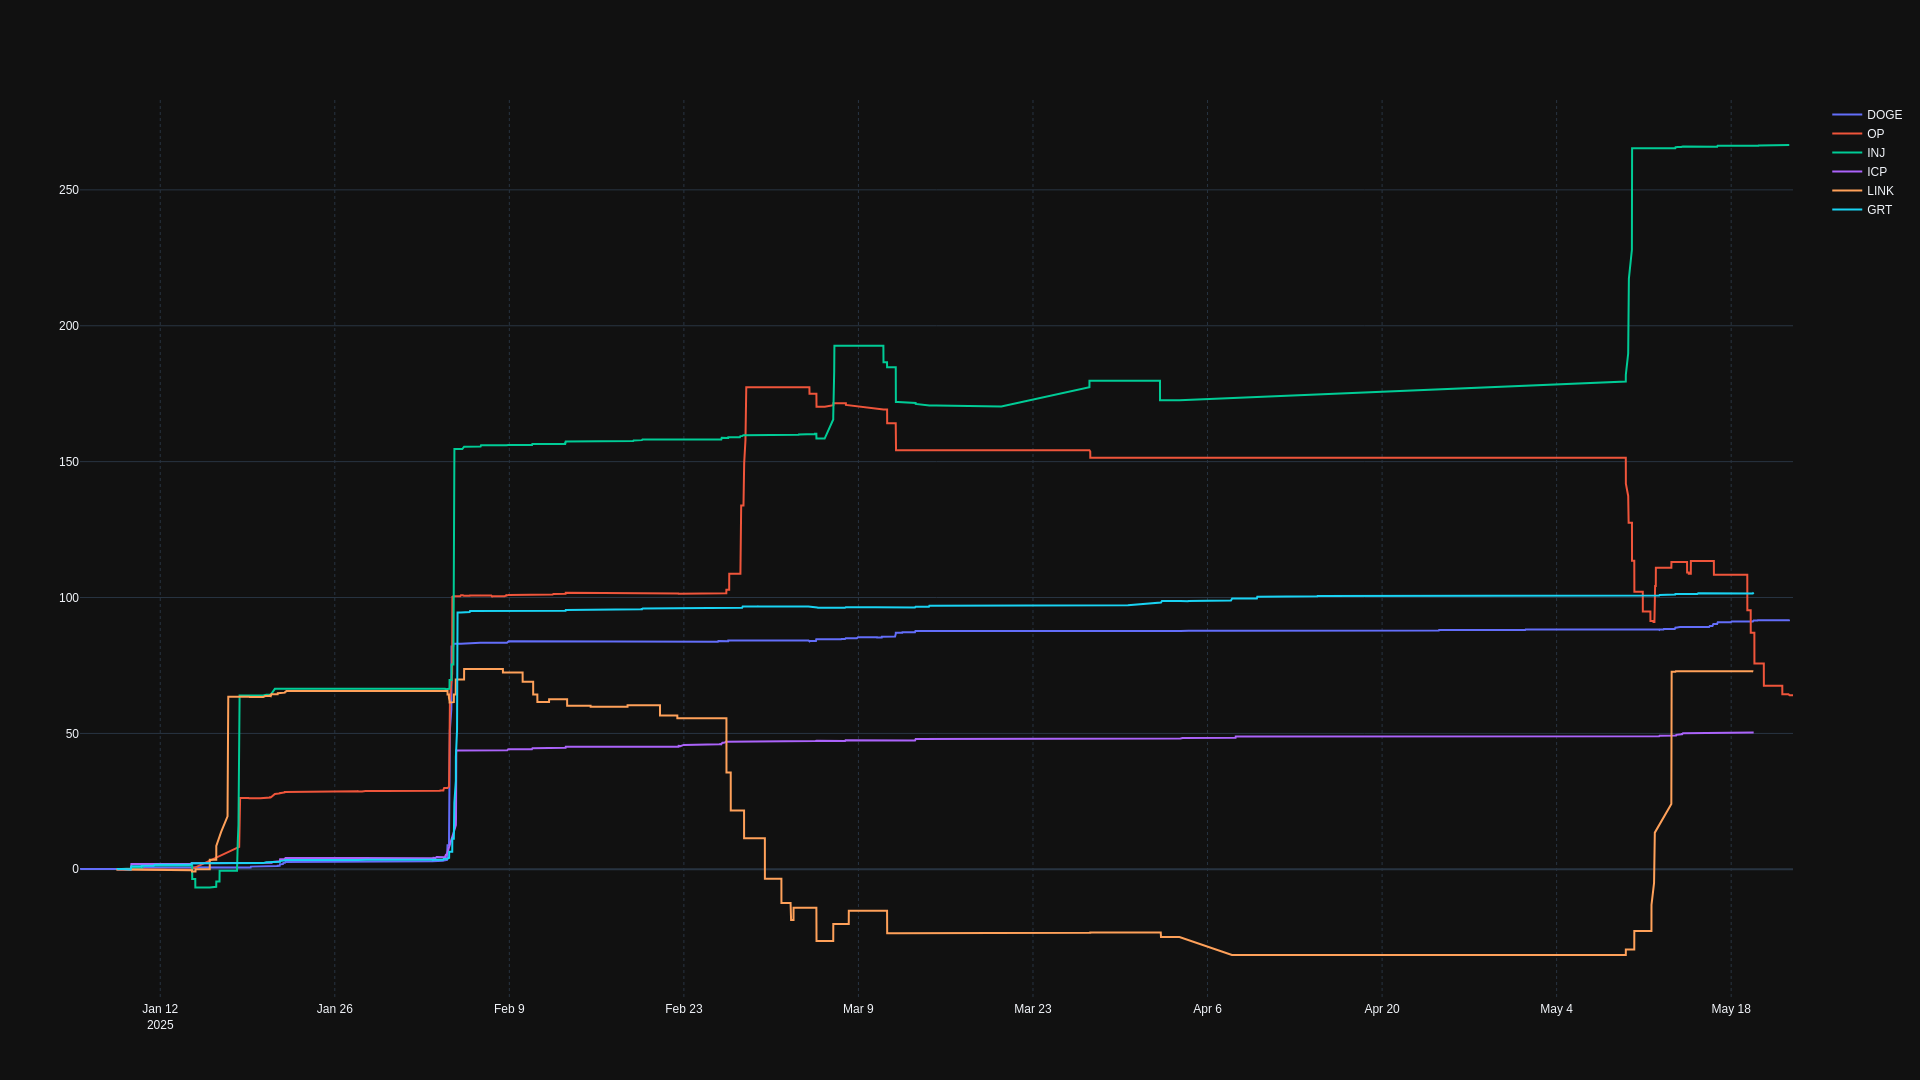 DOGE
OP
INJ
ICP
LINK
GRT
250
200
150
100
50
0
Jan 12
2025
Jan 26
Feb 9
Feb 23
Mar 9
Mar 23
Apr 6
Apr 20
May 4
May 18